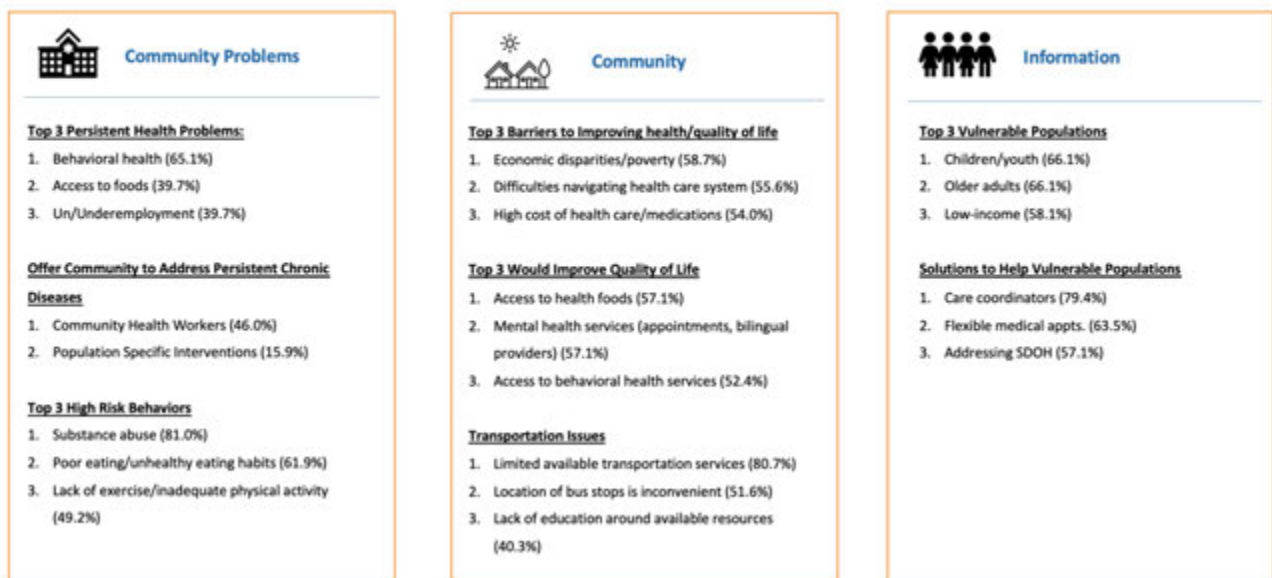 Community Problems
Top 3 Persistent Health Problems:
1. Behavioral health (65.1%)
2. Access to foods (39.7%)
3. Un/Underemployment (39.7%)
Offer Community to Address Persistent Chronic
Diseases
1. Community Health Workers (46.0%)
2. Population Specific Interventions (15.9%)
Top 3 High Risk Behaviors
1. Substance abuse (81.0%)
2. Poor eating/unhealthy eating habits (61.9%)
3. Lack of exercise/inadequate physical activity
(49.2%)
Community
Top 3 Barriers to Improving health/quality of life
1. Economic disparities/poverty (58.7%)
2. Difficulties navigating health care system (55.6%)
3. High cost of health care/medications (54.0%)
Top 3 Would Improve Quality of Life
1. Access to health foods (57.1%)
2. Mental health services (appointments, bilingual
providers) (57.1%)
3. Access to behavioral health services (52.4%)
Transportation Issues
1. Limited available transportation services (80.7%)
2. Location of bus stops is inconvenient (51.6%)
3. Lack of education around available resources
(40.3%)
Information
Top 3 Vulnerable Populations
1. Children/youth (66.1%)
2. Older adults (66.1%)
3. Low-income (58.1%)
Solutions to Help Vulnerable Populations
1. Care coordinators (79.4%)
2. Flexible medical appts. (63.5%)
3. Addressing SDOH (57.1%)